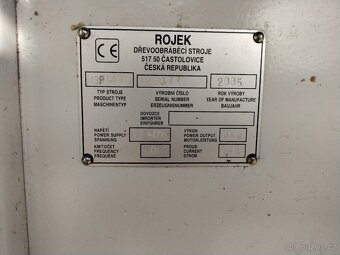 ROJEK
DŘEVOOBRÁBĚCÍ STROJE
517 50 ČASTOLOVICE
ČESKÁ REPUBLIKA
CE
2005
TYP STROJE
PRODUCT TYPE
MASCHINENTYP
VÝROBNÍ ČÍSLO
SERIAL NUMBER
ERZEUGNISNUMMER
ROK VÝROBY
YEAR OF MANUFACTURE
BAUJAHR
DOVOZCE
IMPORTER
EINFÜHRER
NAPĚTÍ
POWER SUPPLY
SPANNUNG
VÝKON
POWER OUTPUT
MOTORLEISTUNG
KMITOČET
FREQUENCY
FREQUENZ
PROUD
CURRENT
STROM